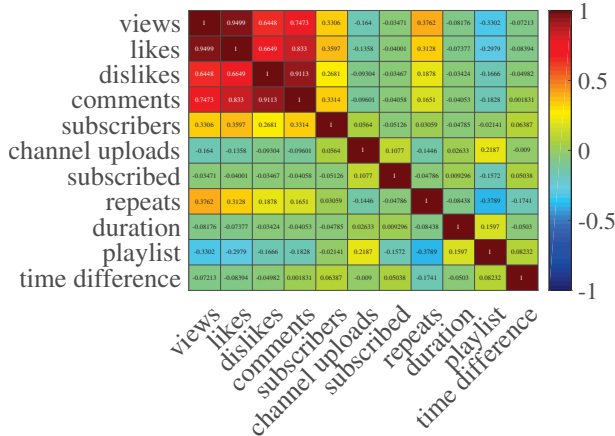 views 1 0.9499 0.6448 0.7473 0.3306 -0.164 -0.03471 0.3762 -0.08176 -0.3302 -0.07213
likes 0.9499 1 0.6649 0.833 0.3597 -0.1358 -0.04001 0.3128 -0.07377 -0.2979 -0.08394
dislikes 0.6448 0.6649 1 0.9113 0.2681 -0.09304 -0.03467 0.1878 -0.03424 -0.1666 -0.04982
comments 0.7473 0.833 0.9113 1 0.3314 -0.09601 -0.04058 0.1651 -0.04053 -0.1828 0.001831
subscribers 0.3306 0.3597 0.2681 0.3314 1 0.0564 -0.05126 0.03059 -0.04785 -0.02141 0.06387
channel uploads -0.164 -0.1358 -0.09304 -0.09601 0.0564 1 0.1077 -0.1446 0.02633 0.2187 -0.009
subscribed -0.03471 -0.04001 -0.03467 -0.04058 -0.05126 0.1077 1 -0.04786 0.009296 -0.1572 0.05038
repeats 0.3762 0.3128 0.1878 0.1651 0.03059 -0.1446 -0.04786 1 -0.08438 -0.3789 -0.1741
duration -0.08176 -0.07377 -0.03424 -0.04053 -0.04785 0.02633 0.009296 -0.08438 1 0.1597 -0.0503
playlist -0.3302 -0.2979 -0.1666 -0.1828 -0.02141 0.2187 -0.1572 -0.3789 0.1597 1 0.08232
time difference -0.07213 -0.08394 -0.04982 0.001831 0.06387 -0.009 0.05038 -0.1741 -0.0503 0.08232 1
views
likes
dislikes
comments
subscribers
channel uploads
subscribed
repeats
duration
playlist
time difference
1
0.5
0
-0.5
-1